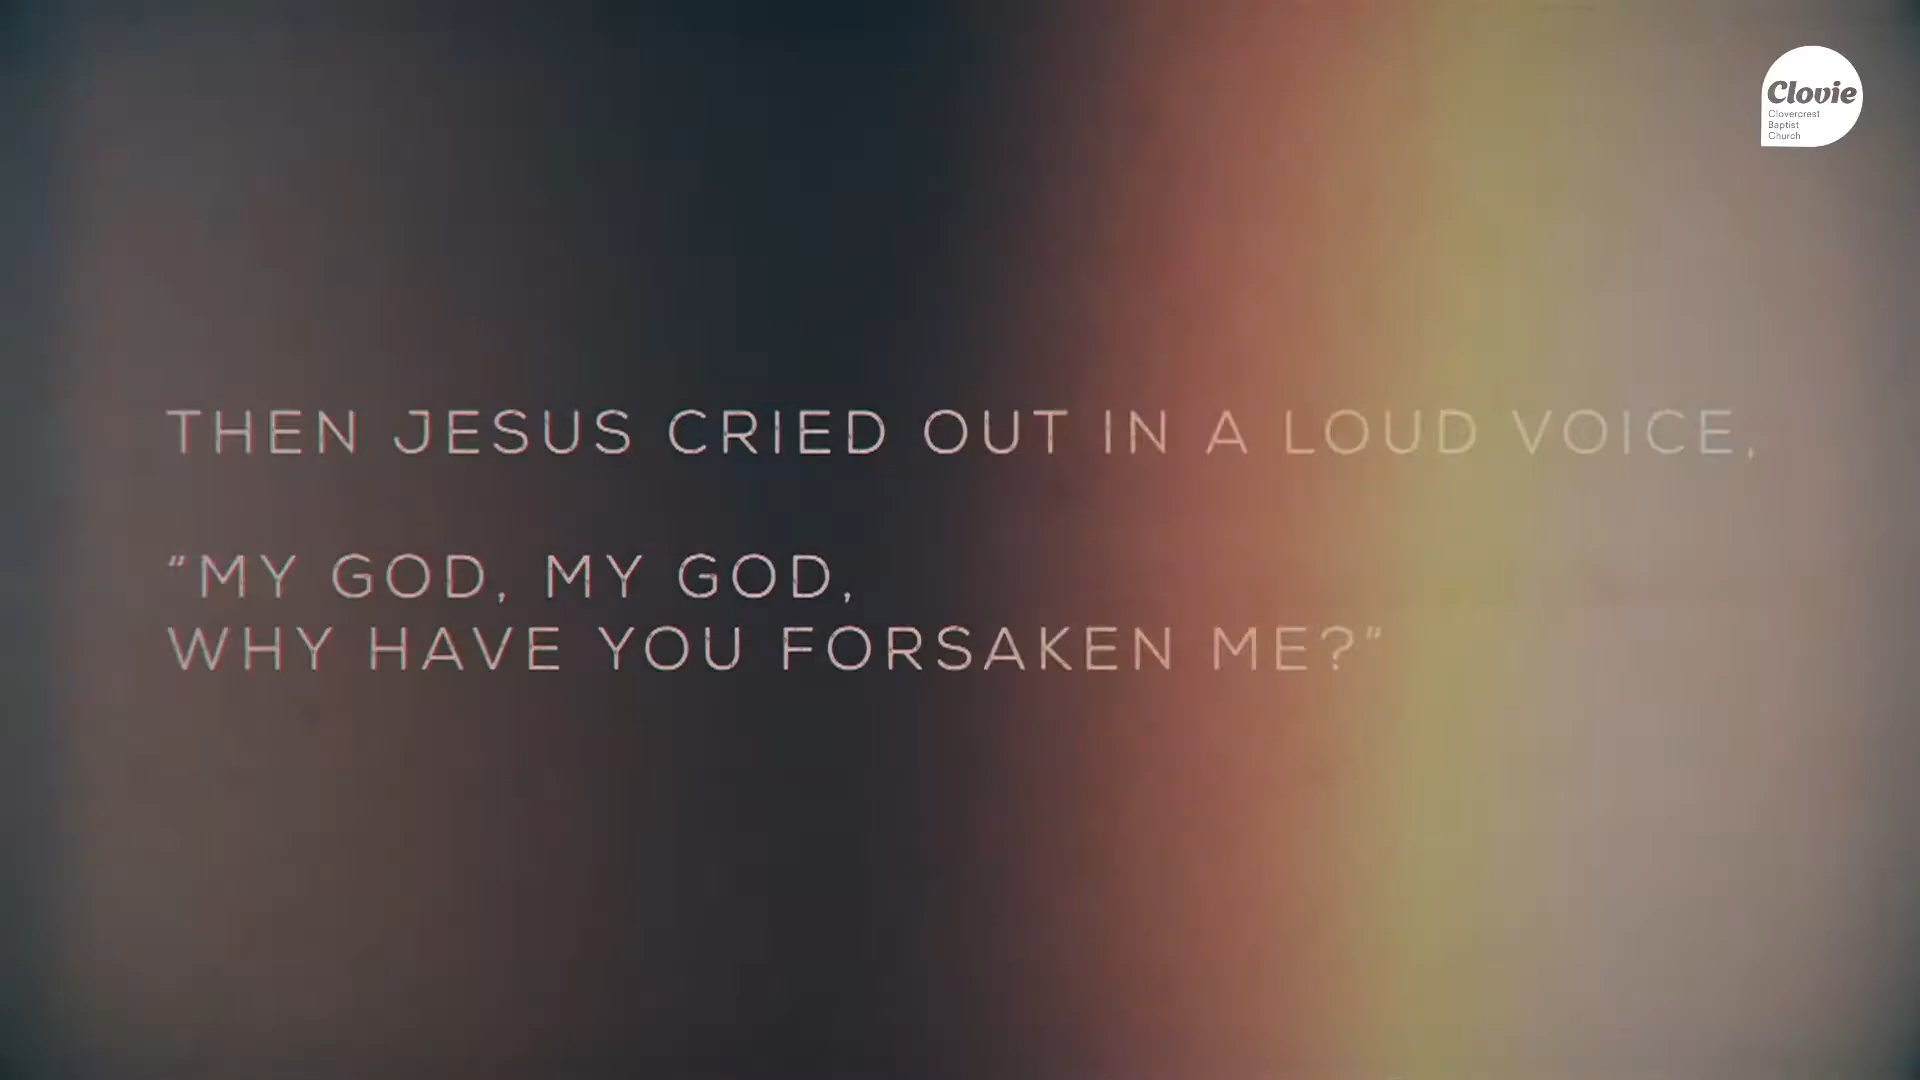 Clovie
Clovercrest
Baptist
Church
THEN JESUS CRIED OUT IN A LOUD VOICE,
“MY GOD, MY GOD,
WHY HAVE YOU FORSAKEN ME?”